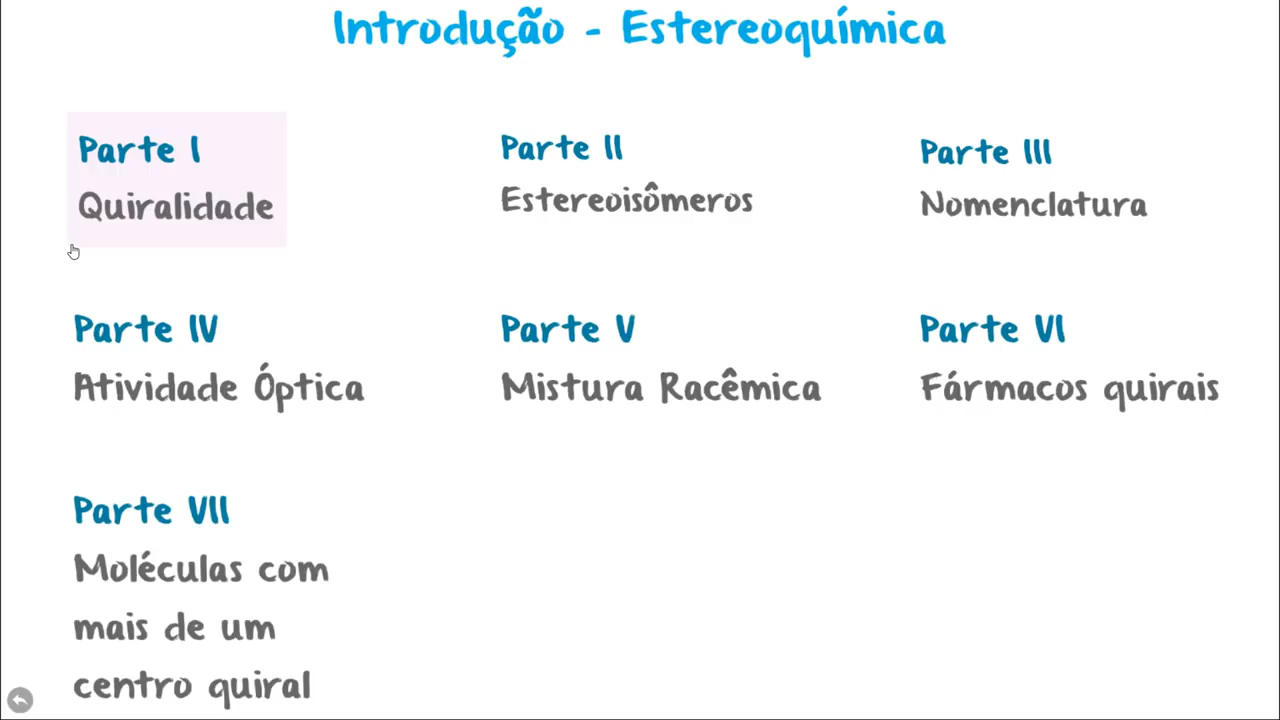 Introdução - Estereoquímica
Parte I
Quiralidade
Parte II
Estereoisômeros
Parte III
Nomenclatura
Parte IV
Atividade Óptica
Parte V
Mistura Racêmica
Parte VI
Fármacos quirais
Parte VII
Moléculas com
mais de um
centro quiral